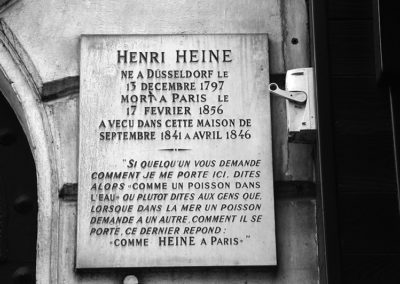 HENRI HEINE
NE A DÜSSELDORF LE
13 DECEMBRE 1797
MORT A PARIS LE
17 FEVRIER 1856
A VECU DANS CETTE MAISON DE
SEPTEMBRE 1841 A AVRIL 1846
"SI QUELQU'UN VOUS DEMANDE
COMMENT JE ME PORTE ICI, DITES
ALORS «COMME UN POISSON DANS
L'EAU» OU PLUTOT DITES AUX GENS QUE,
LORSQUE DANS LA MER UN POISSON
DEMANDE A UN AUTRE, COMMENT IL SE
PORTE, CE DERNIER REPOND :
«COMME HEINE A PARIS»"